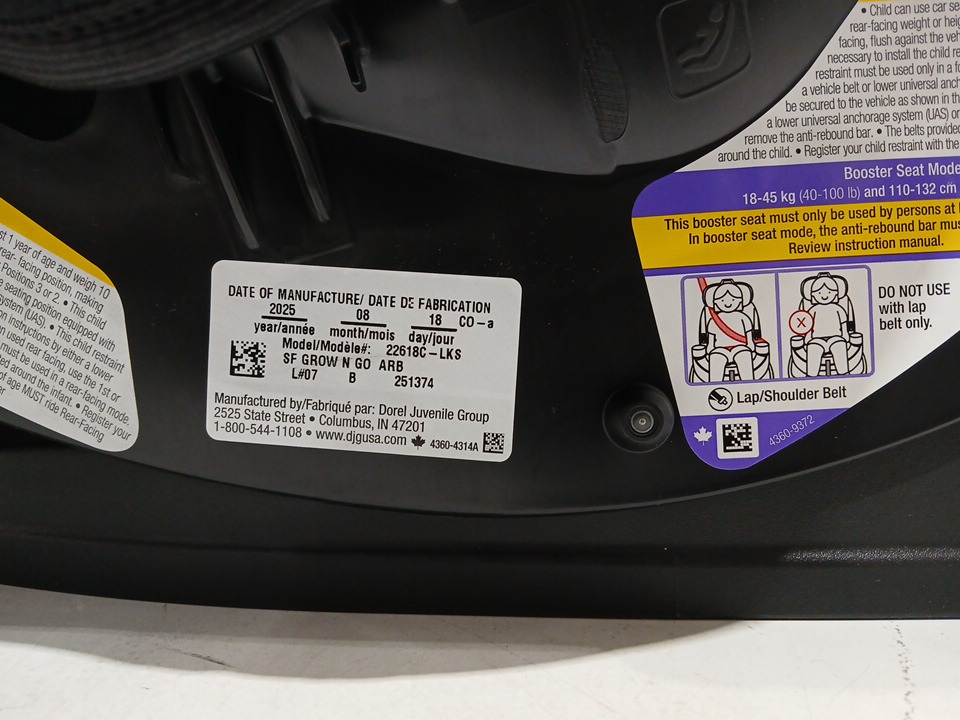 st 1 year of age and weigh 10
rear- facing position, making
Positions 3 or 2. • This child
seating position equipped with
system (UAS). • This child restraint
on instructions by either a lower
used rear facing, use the 1st or
must be used in a rear-facing mode.
ed around the infant. • Register your
of age MUST ride Rear-Facing
DATE OF MANUFACTURE/ DATE DE FABRICATION
2025 08 18 CO-a
year/année month/mois day/jour
Model/Modèle#: 22618C-LKS
SF GROW N GO ARB
L#07 B 251374
Manufactured by/Fabriqué par: Dorel Juvenile Group
2525 State Street • Columbus, IN 47201
1-800-544-1108 • www.djgusa.com 4360-4314A
• Child can use car se
rear-facing weight or heig
facing, flush against the veh
necessary to install the child re
restraint must be used only in a fo
a vehicle belt or lower universal anch
be secured to the vehicle as shown in th
a lower universal anchorage system (UAS) or
remove the anti-rebound bar. • The belts provided
around the child. • Register your child restraint with the
Booster Seat Mode
18-45 kg (40-100 lb) and 110-132 cm
This booster seat must only be used by persons at
In booster seat mode, the anti-rebound bar mus
Review instruction manual.
DO NOT USE
with lap
belt only.
X
Lap/Shoulder Belt
4360-9372